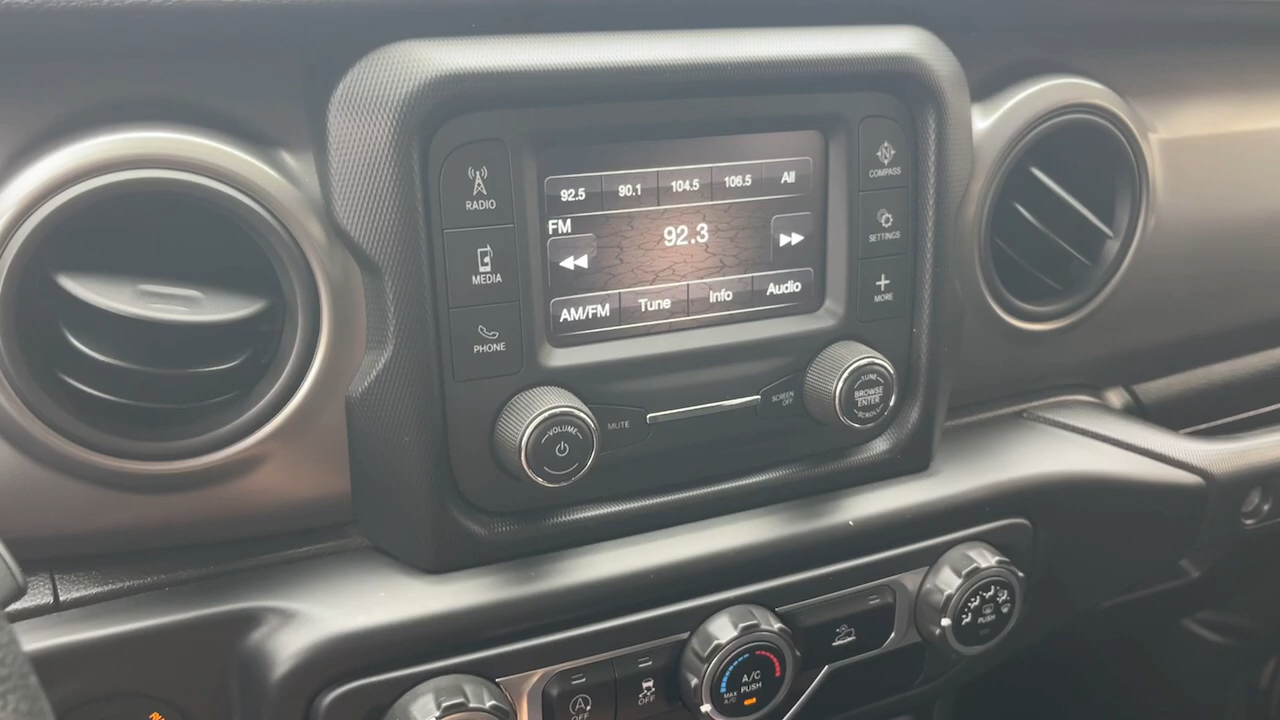 RADIO
MEDIA
PHONE
92.5 90.1 104.5 106.5 All
FM
92.3
AM/FM Tune Info Audio
N
COMPASS
SETTINGS
MORE
VOLUME
MUTE
SCREEN
OFF
TUNE
BROWSE
ENTER
SCROLL
A
OFF
OFF
A/C
PUSH
MAX
A/C
PUSH